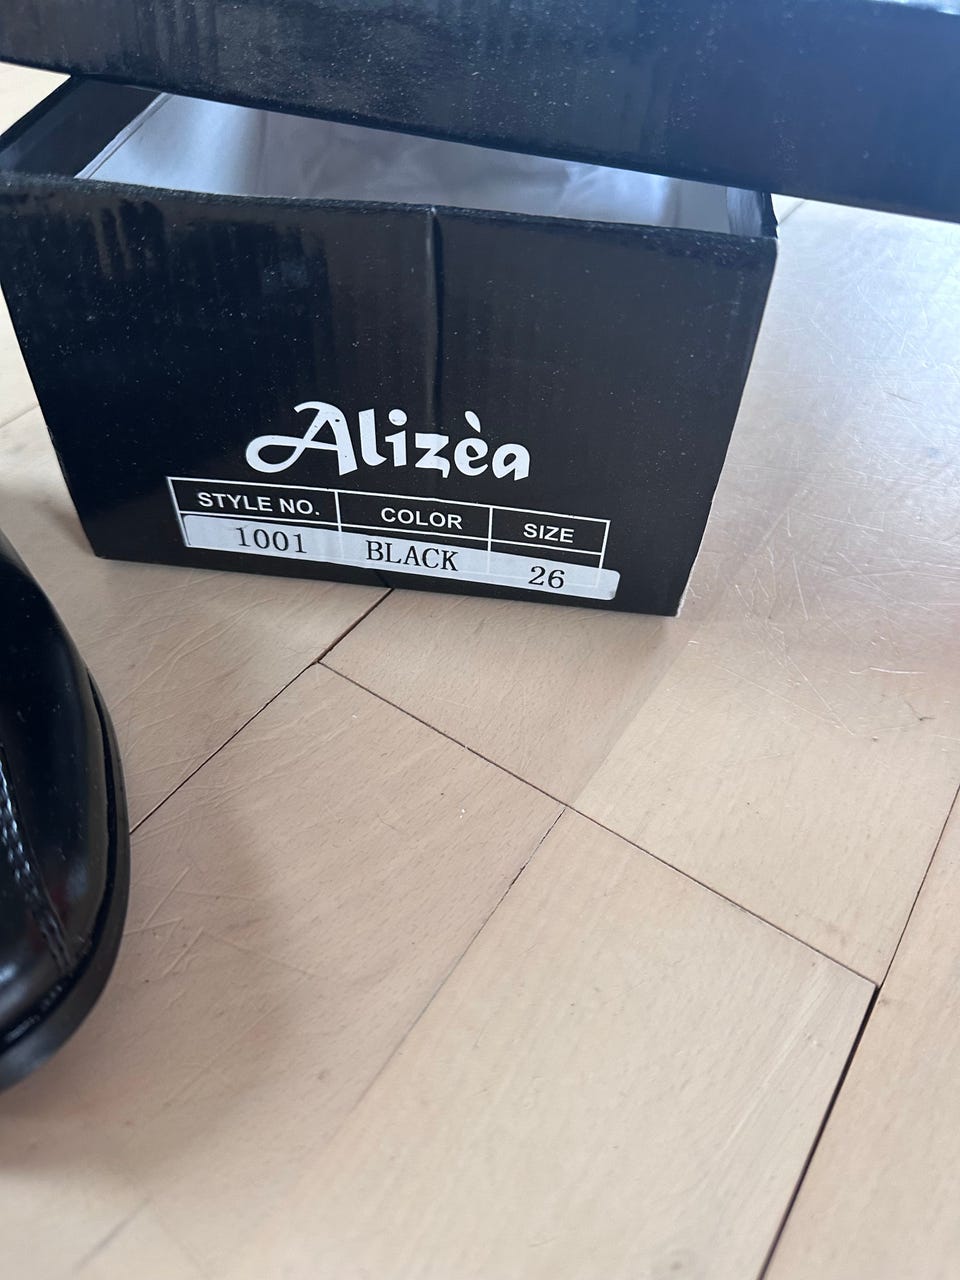 Alizèa
STYLE NO. COLOR SIZE
1001 BLACK 26